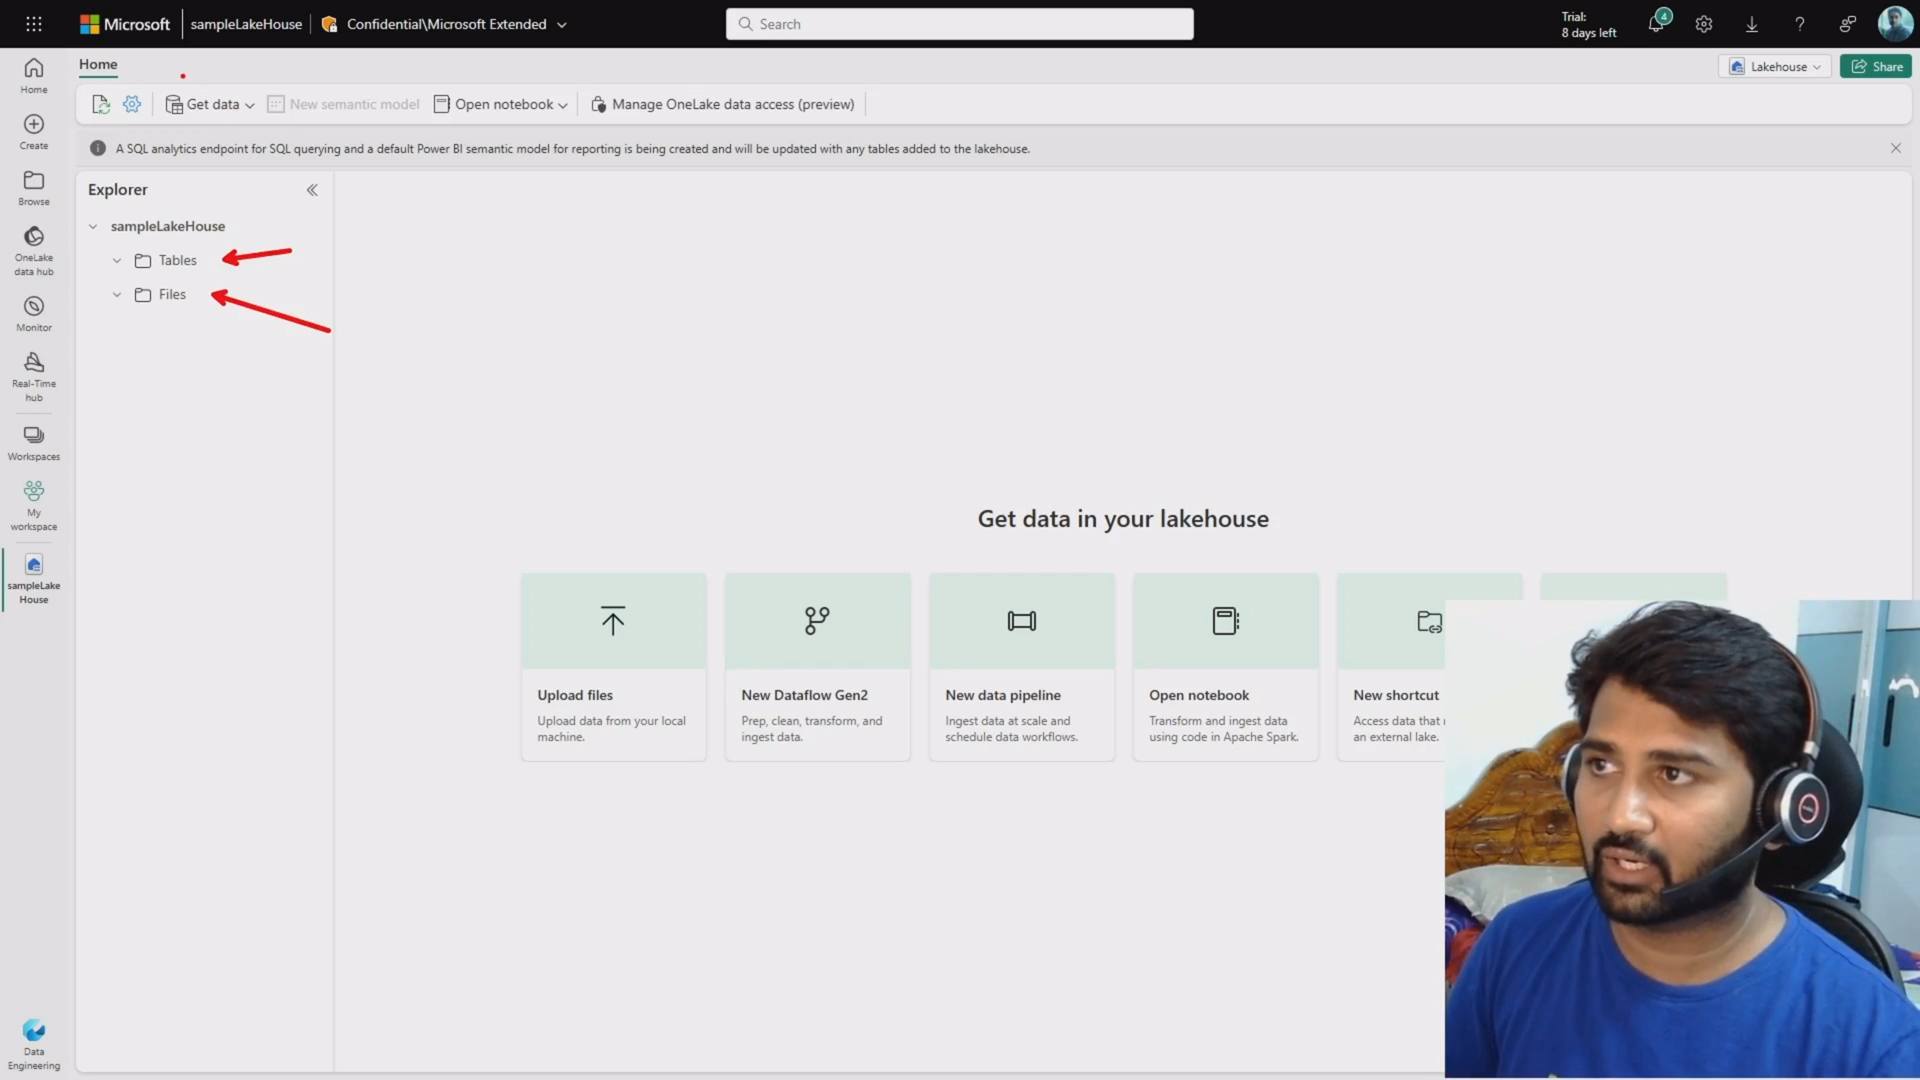 Microsoft
sampleLakeHouse
Confidential\Microsoft Extended
Search
Trial:
8 days left
4
Home
Home
Lakehouse
Share
Get data
New semantic model
Open notebook
Manage OneLake data access (preview)
A SQL analytics endpoint for SQL querying and a default Power BI semantic model for reporting is being created and will be updated with any tables added to the lakehouse.
Create
Browse
OneLake
data hub
Monitor
Real-Time
hub
Workspaces
My
workspace
sampleLake
House
Data
Engineering
Explorer
sampleLakeHouse
Tables
Files
Get data in your lakehouse
Upload files
Upload data from your local
machine.
New Dataflow Gen2
Prep, clean, transform, and
ingest data.
New data pipeline
Ingest data at scale and
schedule data workflows.
Open notebook
Transform and ingest data
using code in Apache Spark.
New shortcut
Access data that
an external lake.